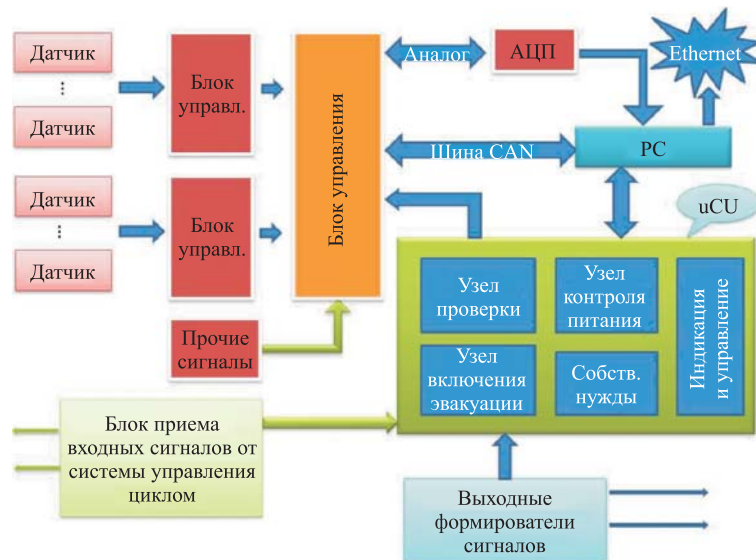 Датчик
⋮
Датчик
Блок
управл.
Датчик
⋮
Датчик
Блок
управл.
Прочие
сигналы
Блок управления
Аналог
АЦП
Ethernet
Шина CAN
PC
uCU
Узел
проверки
Узел
контроля
питания
Узел
включения
эвакуации
Собств.
нужды
Индикация
и управление
Блок приема
входных сигналов от
системы управления
циклом
Выходные
формирователи
сигналов